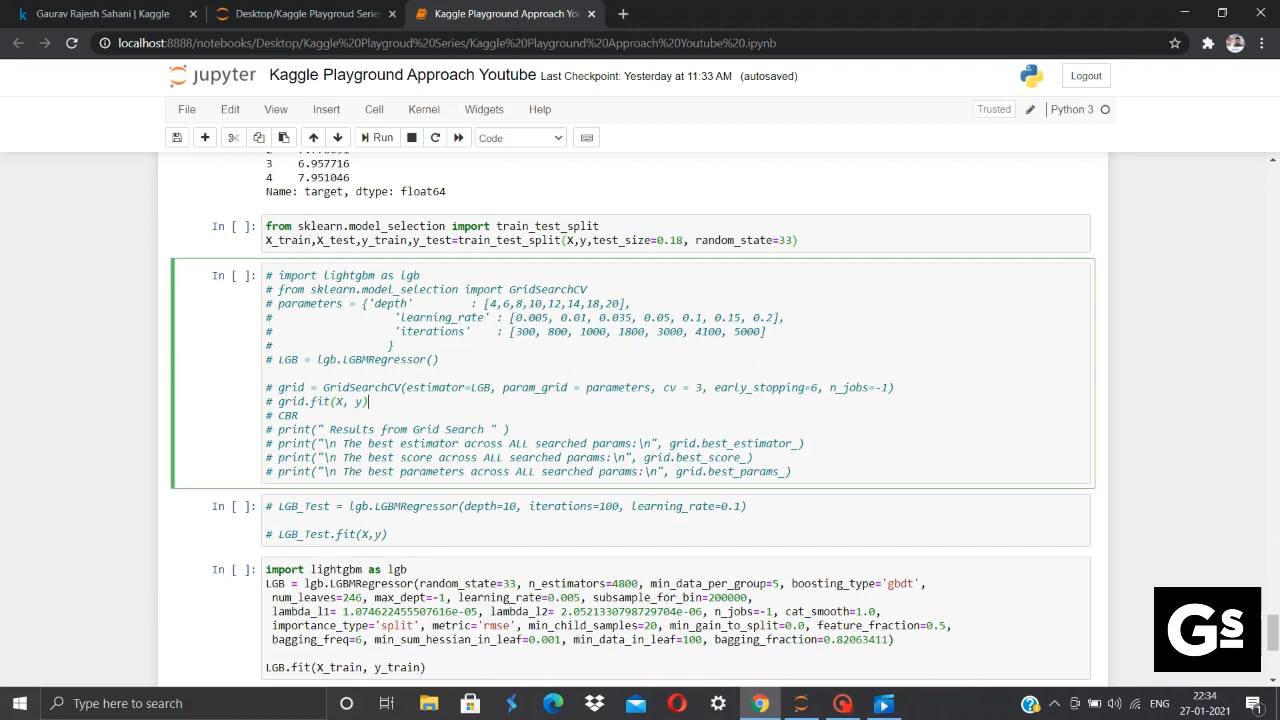 Gaurav Rajesh Sahani | Kaggle
Desktop/Kaggle Playgroud Serie
Kaggle Playground Approach Yo
localhost:8888/notebooks/Desktop/Kaggle%20Playgroud%20Series/Kaggle%20Playground%20Approach%20Youtube%20.ipynb
jupyter Kaggle Playground Approach Youtube Last Checkpoint: Yesterday at 11:33 AM (autosaved)
Logout
File Edit View Insert Cell Kernel Widgets Help
Trusted Python 3
Run Code
3 6.957716
4 7.951046
Name: target, dtype: float64
In [ ]: from sklearn.model_selection import train_test_split
X_train,X_test,y_train,y_test=train_test_split(X,y,test_size=0.18, random_state=33)
In [ ]: # import lightgbm as lgb
# from sklearn.model_selection import GridSearchCV
# parameters = {'depth' : [4,6,8,10,12,14,18,20],
# 'learning_rate' : [0.005, 0.01, 0.035, 0.05, 0.1, 0.15, 0.2],
# 'iterations' : [300, 800, 1000, 1800, 3000, 4100, 5000]
# }
# LGB = lgb.LGBMRegressor()
# grid = GridSearchCV(estimator=LGB, param_grid = parameters, cv = 3, early_stopping=6, n_jobs=-1)
# grid.fit(X, y)
# CBR
# print(" Results from Grid Search " )
# print("\n The best estimator across ALL searched params:\n", grid.best_estimator_)
# print("\n The best score across ALL searched params:\n", grid.best_score_)
# print("\n The best parameters across ALL searched params:\n", grid.best_params_)
In [ ]: # LGB_Test = lgb.LGBMRegressor(depth=10, iterations=100, learning_rate=0.1)
# LGB_Test.fit(X,y)
In [ ]: import lightgbm as lgb
LGB = lgb.LGBMRegressor(random_state=33, n_estimators=4800, min_data_per_group=5, boosting_type='gbdt',
num_leaves=246, max_dept=-1, learning_rate=0.005, subsample_for_bin=200000,
lambda_l1= 1.074622455507616e-05, lambda_l2= 2.0521330798729704e-06, n_jobs=-1, cat_smooth=1.0,
importance_type='split', metric='rmse', min_child_samples=20, min_gain_to_split=0.0, feature_fraction=0.5,
bagging_freq=6, min_sum_hessian_in_leaf=0.001, min_data_in_leaf=100, bagging_fraction=0.82063411)
LGB.fit(X_train, y_train)
Gs
Type here to search
ENG
22:34
27-01-2021